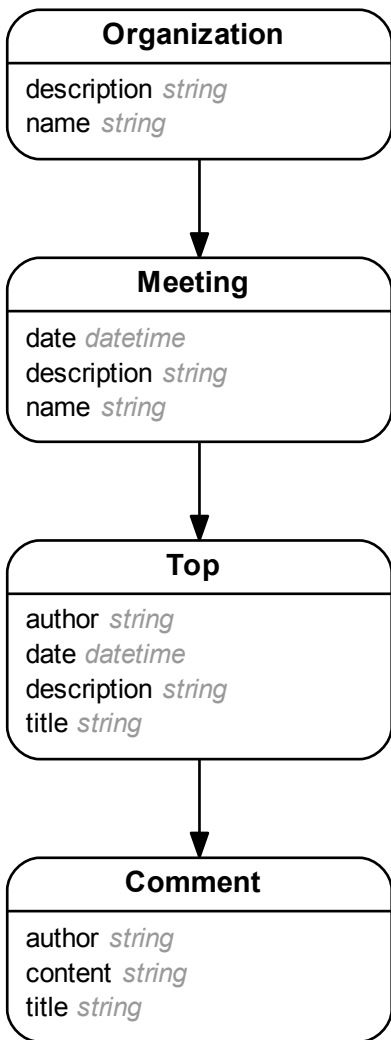 Organization
description string
name string
Meeting
date datetime
description string
name string
Top
author string
date datetime
description string
title string
Comment
author string
content string
title string